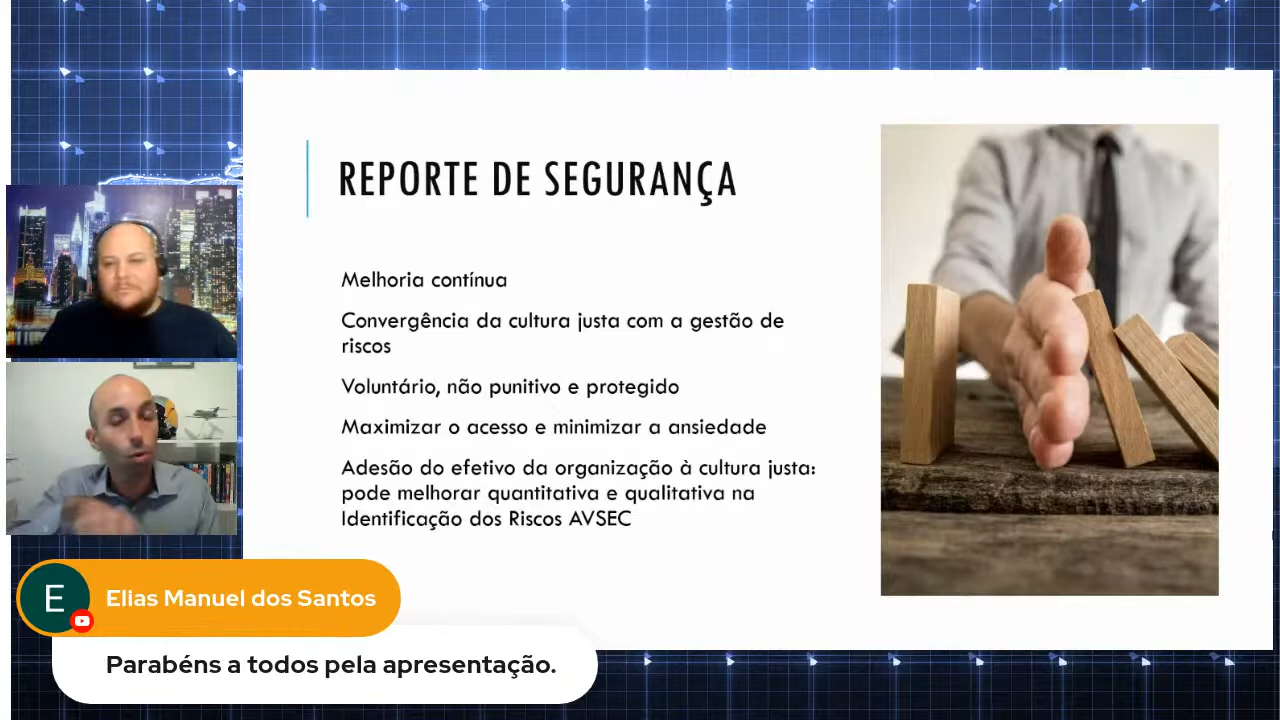 REPORTE DE SEGURANÇA
Melhoria contínua
Convergência da cultura justa com a gestão de
riscos
Voluntário, não punitivo e protegido
Maximizar o acesso e minimizar a ansiedade
Adesão do efetivo da organização à cultura justa:
pode melhorar quantitativa e qualitativa na
Identificação dos Riscos AVSEC
E
Elias Manuel dos Santos
Parabéns a todos pela apresentação.